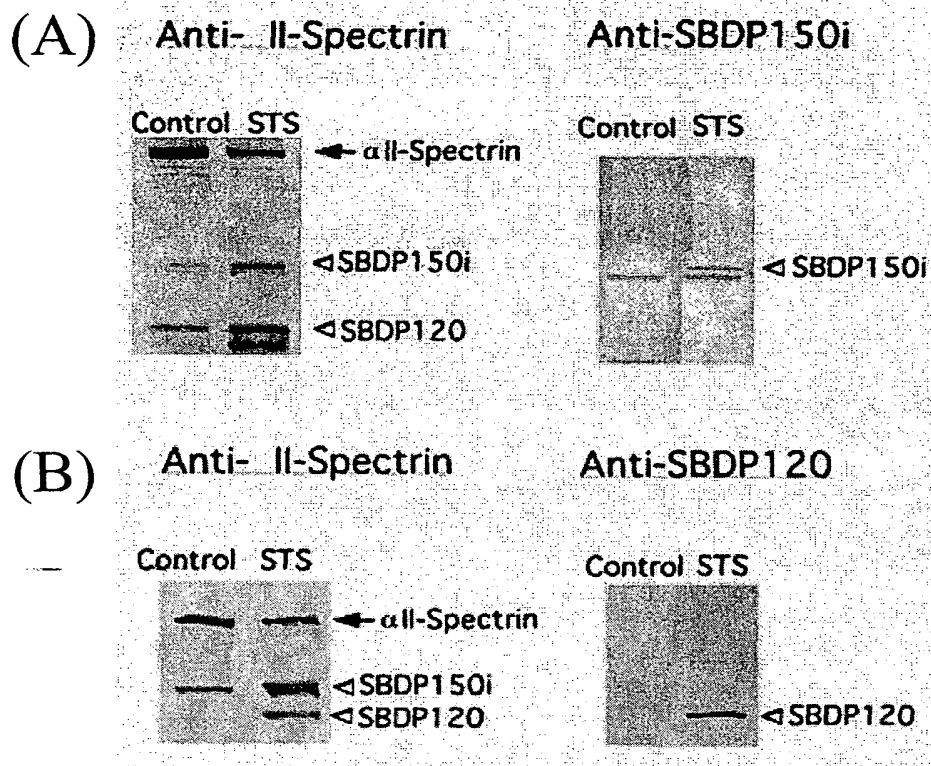 (A)
Anti- II-Spectrin
Control STS
αII-Spectrin
SBDP150i
SBDP120
Anti-SBDP150i
Control STS
SBDP150i
(B)
Anti- II-Spectrin
Control STS
αII-Spectrin
SBDP150i
SBDP120
Anti-SBDP120
Control STS
SBDP120